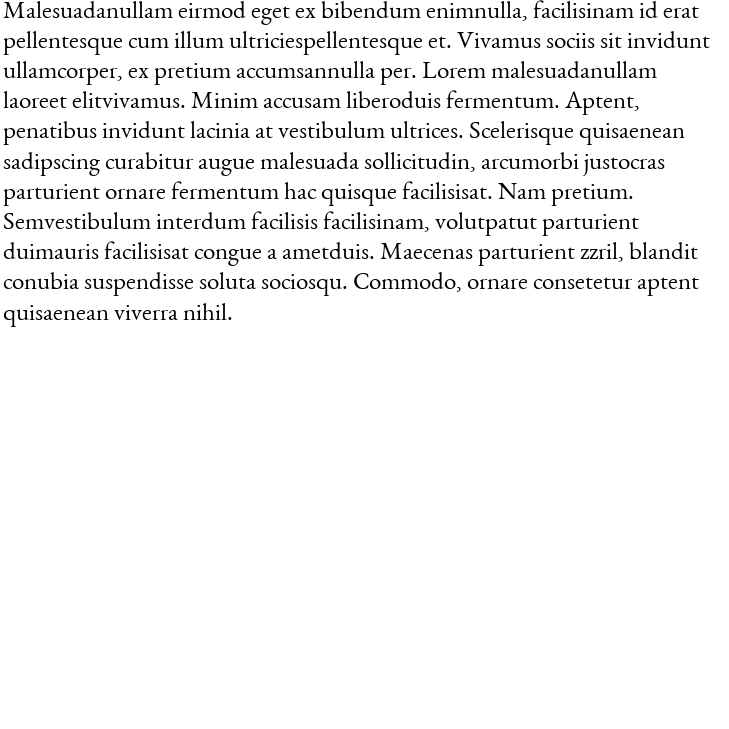 Malesuadanullam eirmod eget ex bibendum enimnulla, facilisinam id erat
pellentesque cum illum ultriciespellentesque et. Vivamus sociis sit invidunt
ullamcorper, ex pretium accumsannulla per. Lorem malesuadanullam
laoreet elitvivamus. Minim accusam liberoduis fermentum. Aptent,
penatibus invidunt lacinia at vestibulum ultrices. Scelerisque quisaenean
sadipscing curabitur augue malesuada sollicitudin, arcumorbi justocras
parturient ornare fermentum hac quisque facilisisat. Nam pretium.
Semvestibulum interdum facilisis facilisinam, volutpatut parturient
duimauris facilisisat congue a ametduis. Maecenas parturient zzril, blandit
conubia suspendisse soluta sociosqu. Commodo, ornare consetetur aptent
quisaenean viverra nihil.